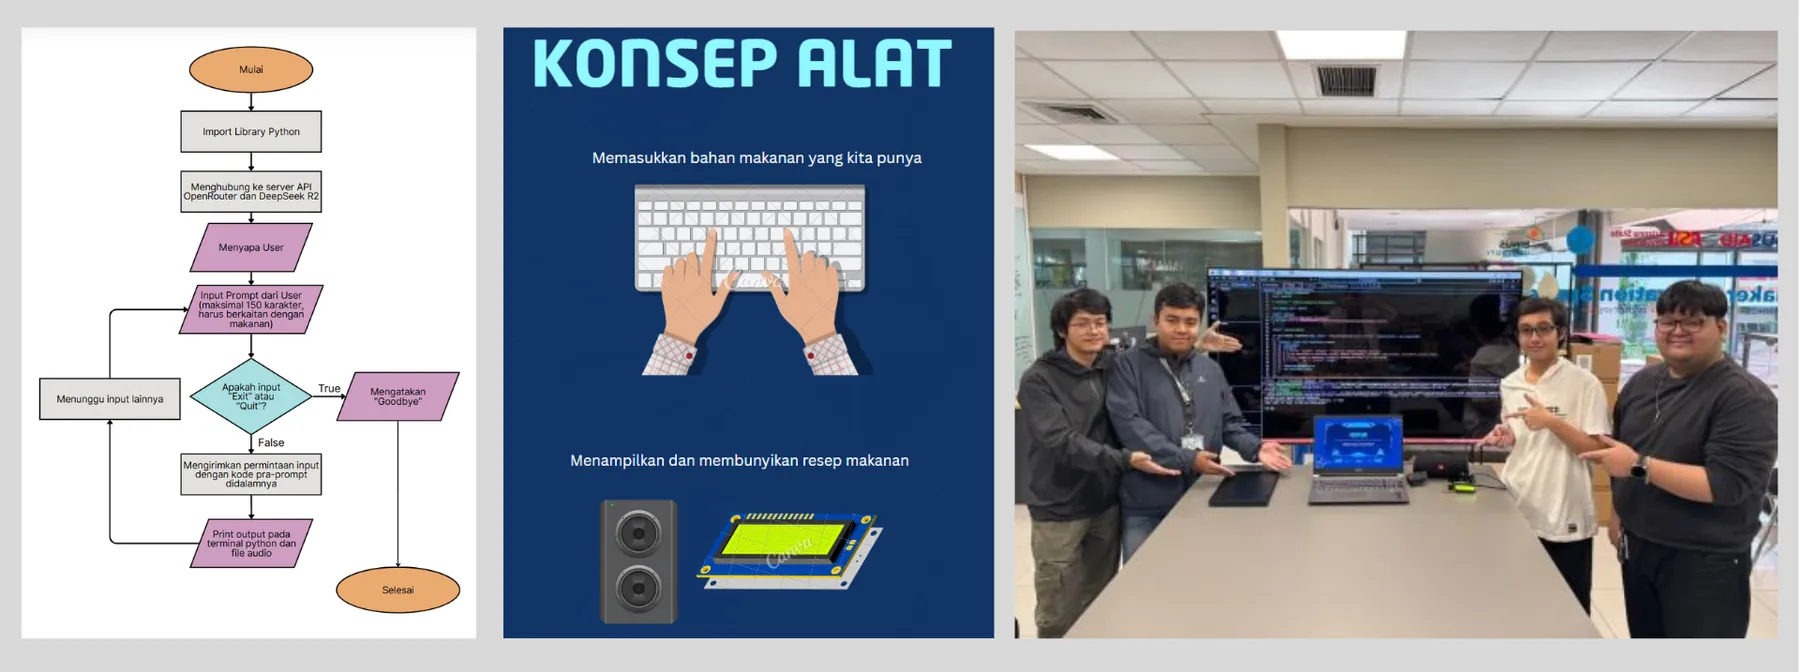 Mulai
Import Library Python
Menghubung ke server API
OpenRouter dan DeepSeek R2
Menyapa User
Input Prompt dari User
(maksimal 150 karakter,
harus berkaitan dengan
makanan)
Apakah input
"Exit" atau
"Quit"?
True
Mengatakan
"Goodbye"
Menunggu input lainnya
False
Mengirimkan permintaan input
dengan kode pra-prompt
didalamnya
Print output pada
terminal python dan
file audio
Selesai
KONSEP ALAT
Memasukkan bahan makanan yang kita punya
Canva
Menampilkan dan membunyikan resep makanan
Canva